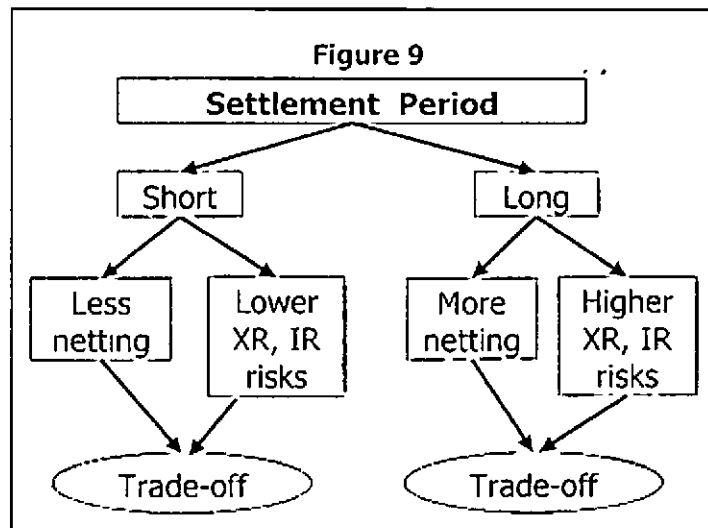 Figure 9
Settlement Period
Short
Long
Less
netting
Lower
XR, IR
risks
More
netting
Higher
XR, IR
risks
Trade-off
Trade-off